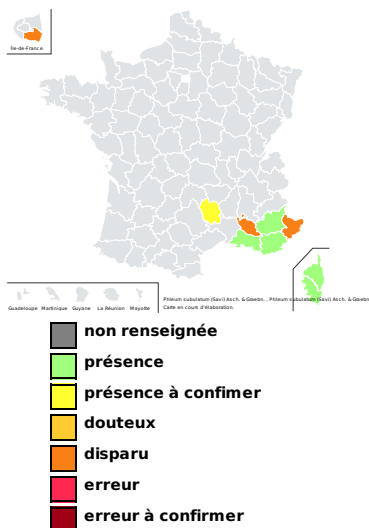 Île-de-France
Guadeloupe Martinique Guyane La Réunion Mayotte
Phleum subulatum (Savi) Asch. & Graebn. , Phleum subulatum (Savi) Asch. & Graebn
Carte en cours d'élaboration.
non renseignée
présence
présence à confimer
douteux
disparu
erreur
erreur à confirmer